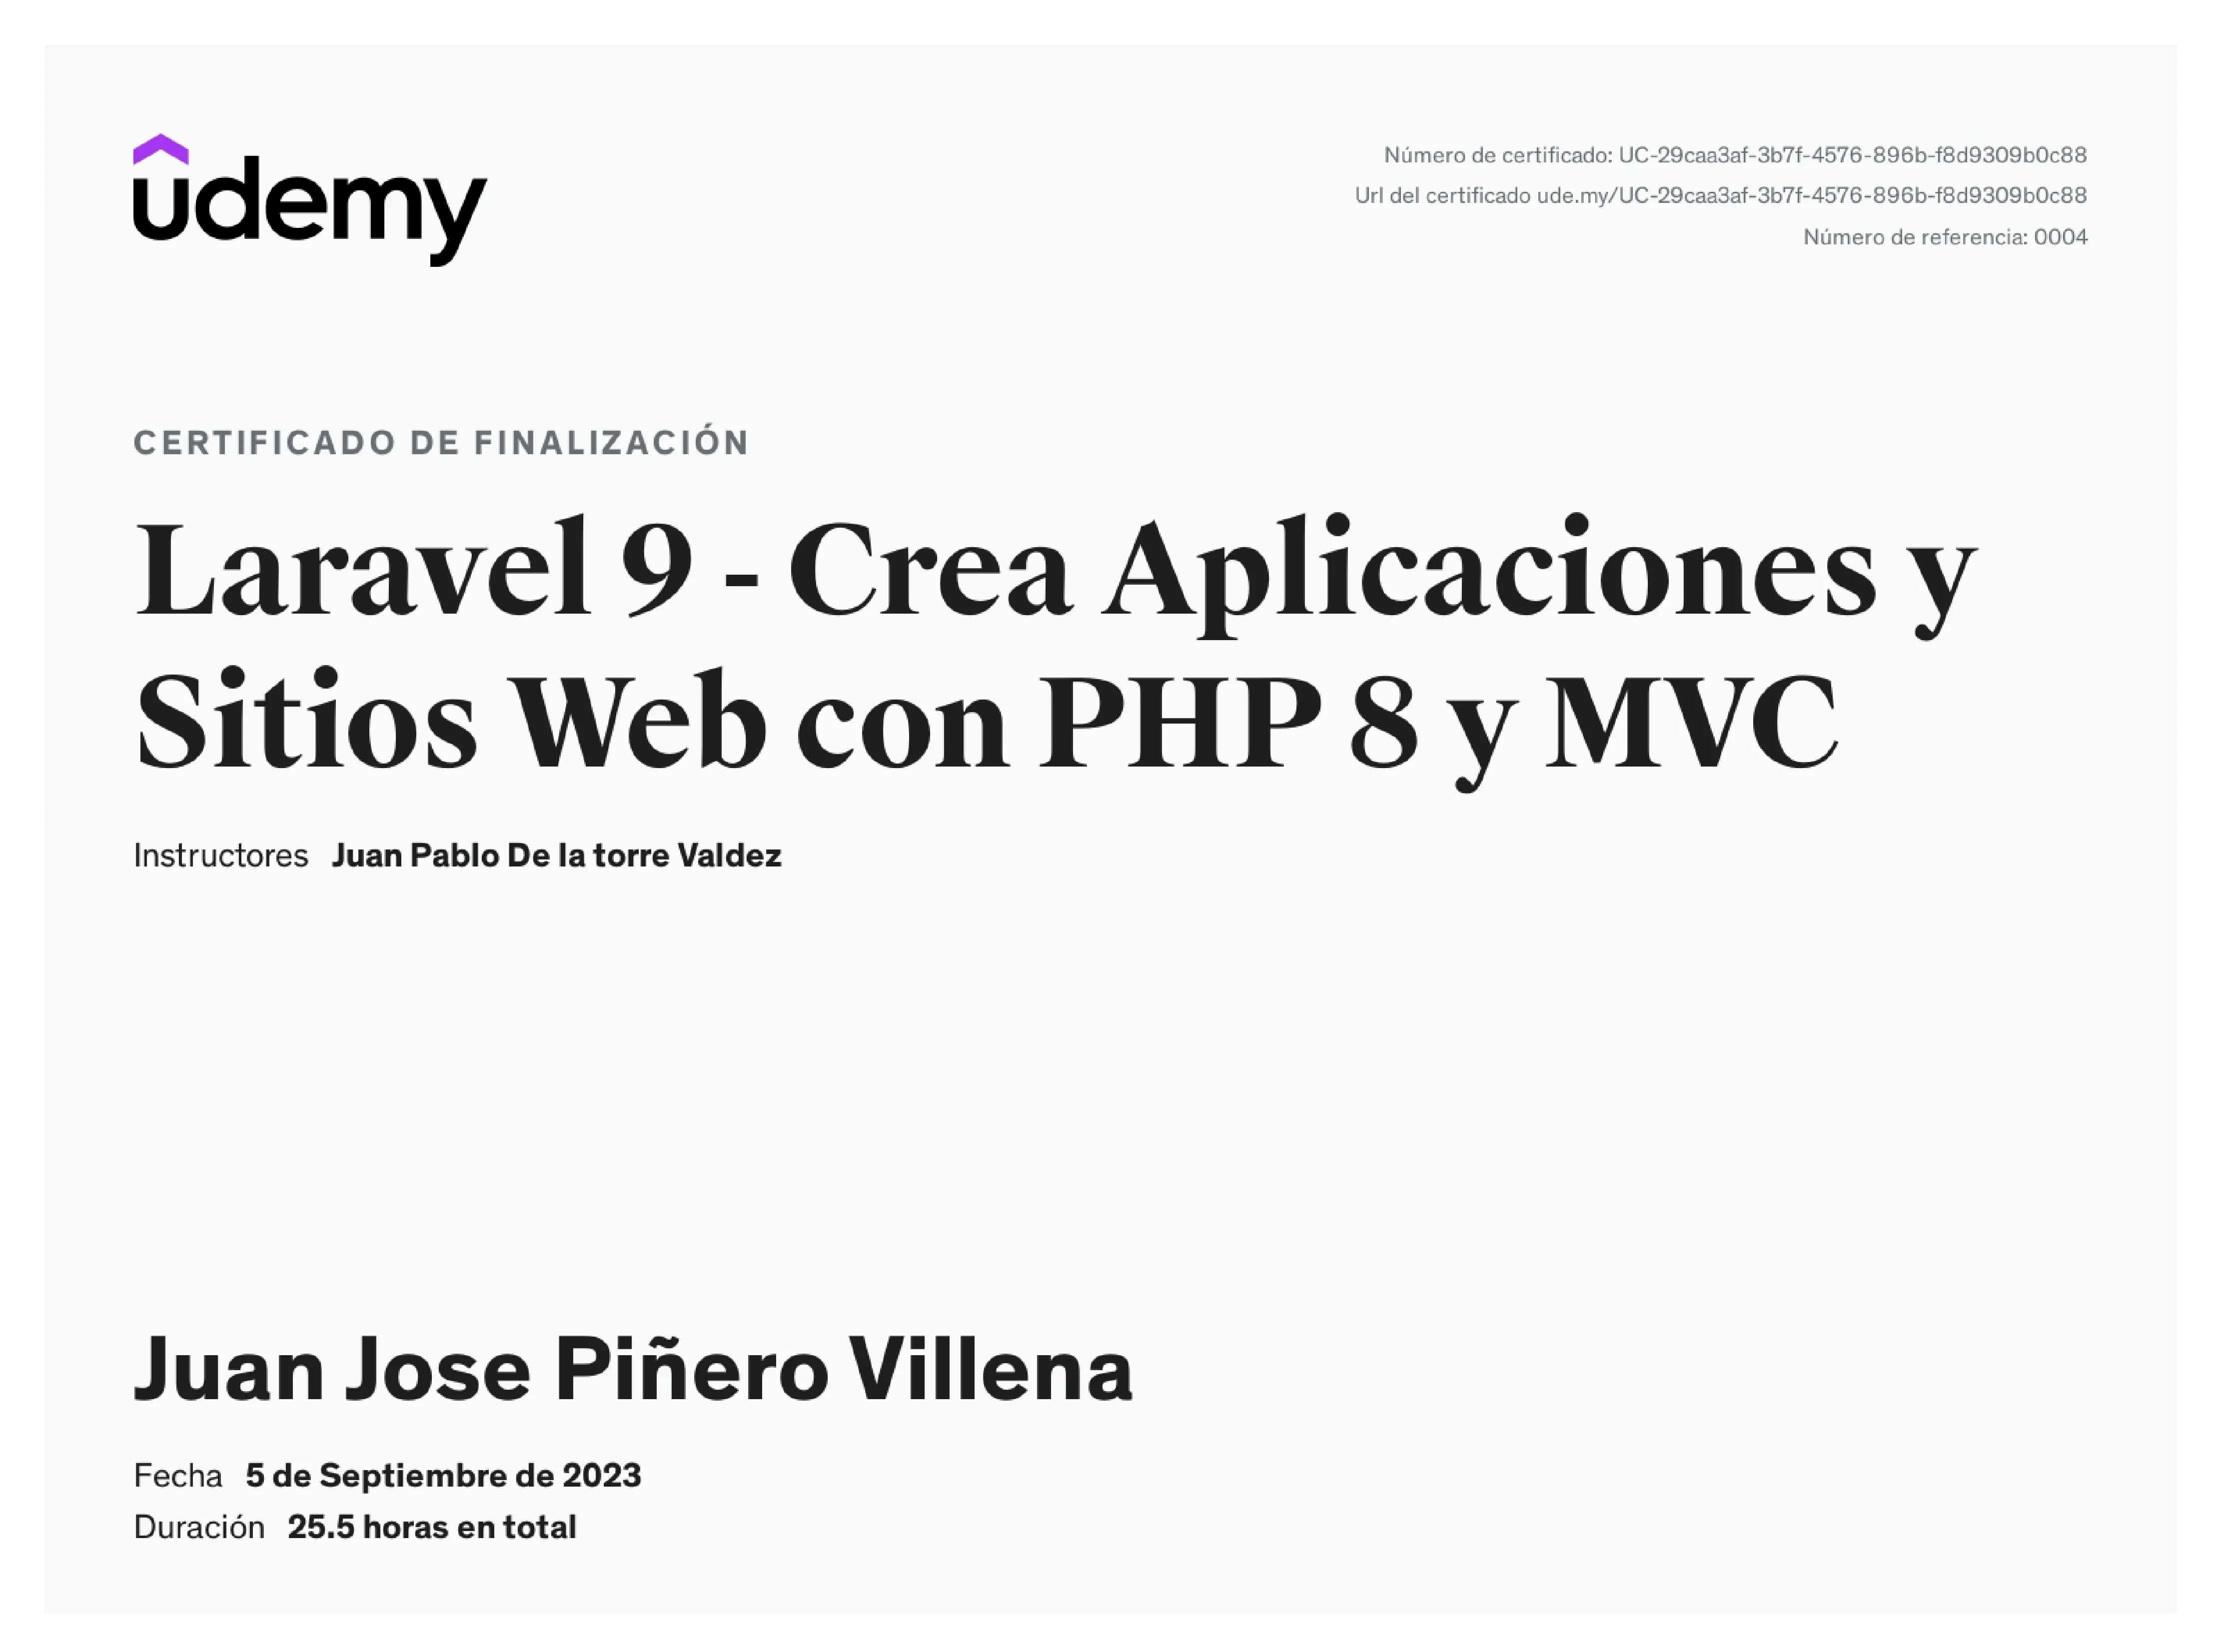 udemy
Número de certificado: UC-29caa3af-3b7f-4576-896b-f8d9309b0c88
Url del certificado ude.my/UC-29caa3af-3b7f-4576-896b-f8d9309b0c88
Número de referencia: 0004
CERTIFICADO DE FINALIZACIÓN
Laravel 9 - Crea Aplicaciones y
Sitios Web con PHP 8 y MVC
Instructores Juan Pablo De la torre Valdez
Juan Jose Piñero Villena
Fecha 5 de Septiembre de 2023
Duración 25.5 horas en total